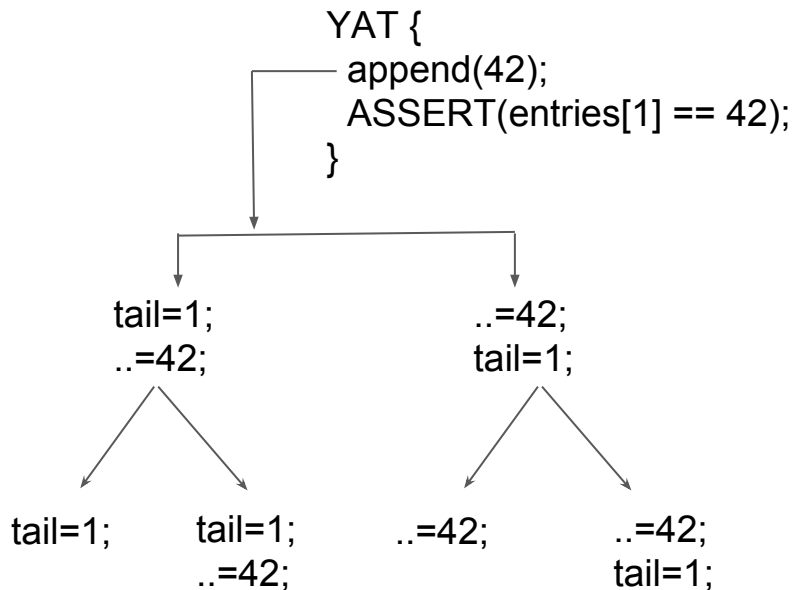 YAT {
append(42);
ASSERT(entries[1] == 42);
}
tail=1;
..=42;
..=42;
tail=1;
tail=1;
tail=1;
..=42;
..=42;
..=42;
tail=1;